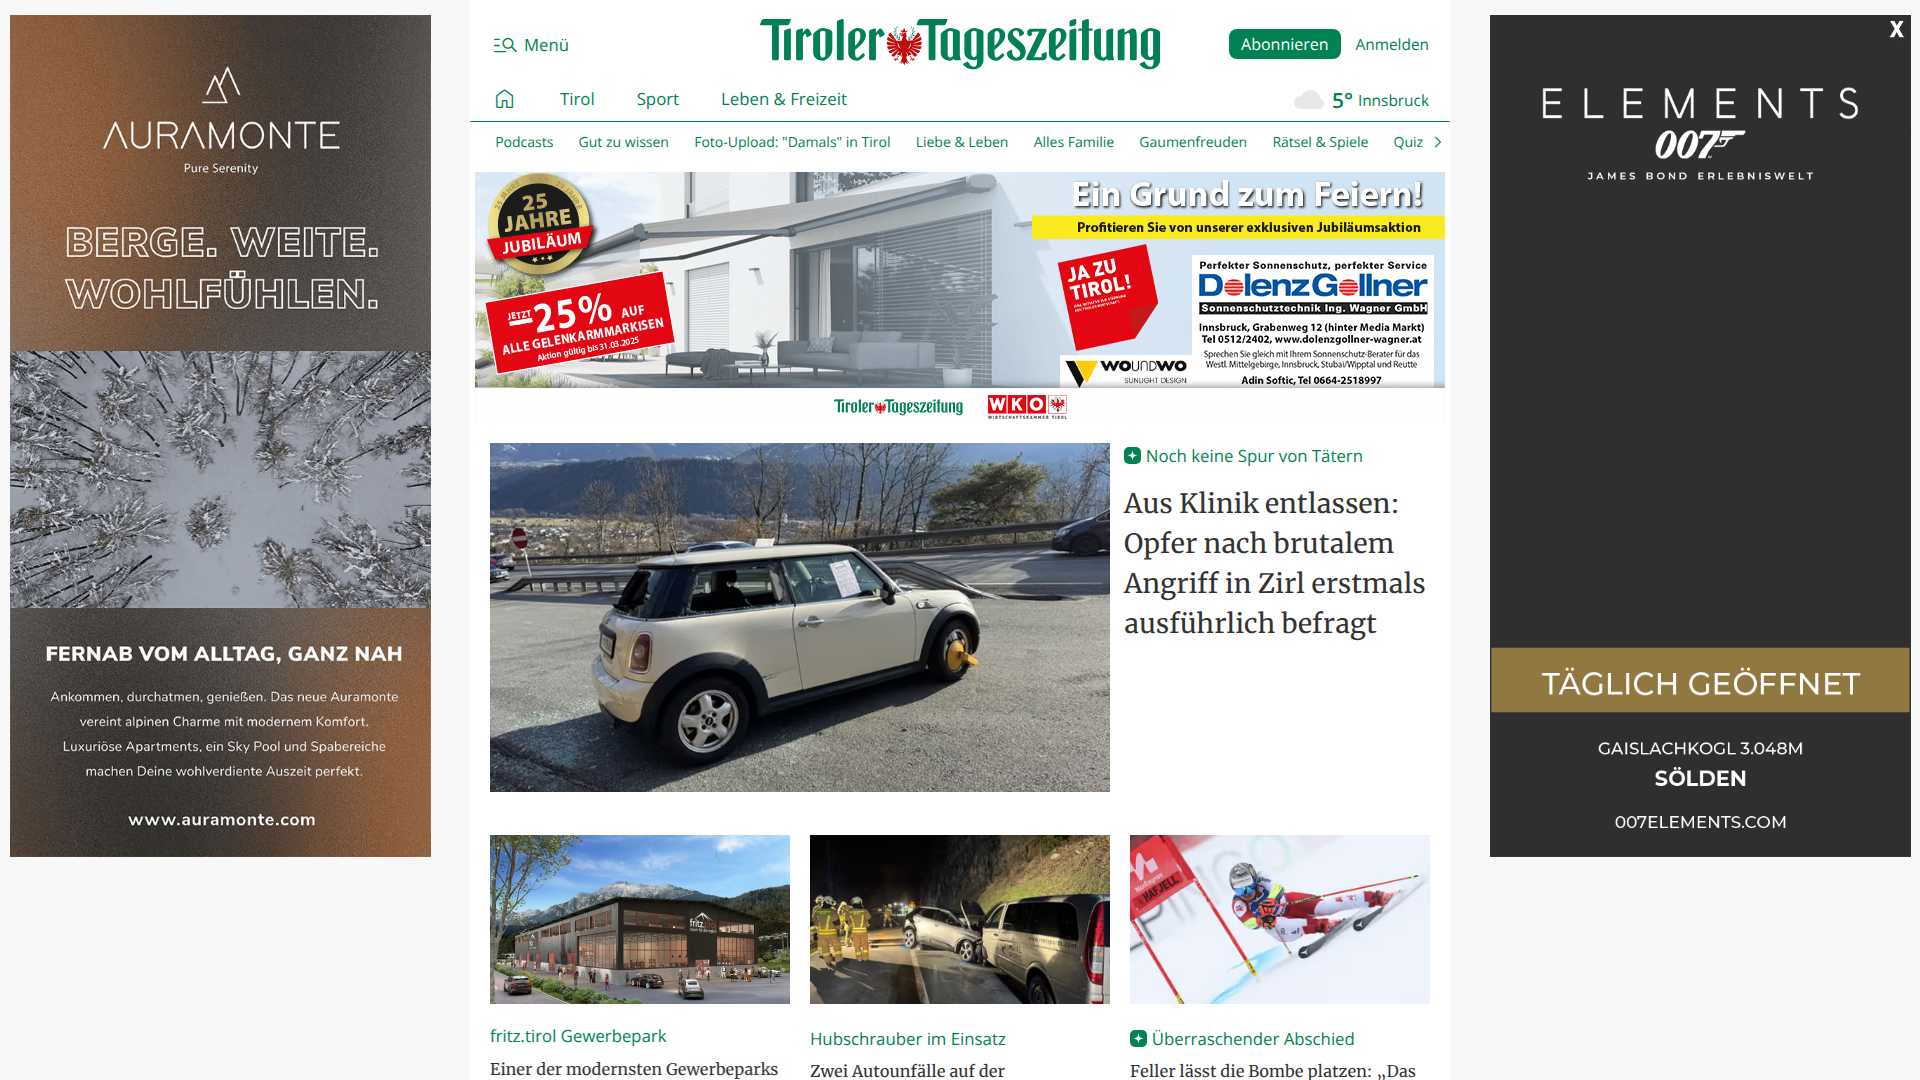 Menü
Tiroler Tageszeitung
Abonnieren
Anmelden
Tirol
Sport
Leben & Freizeit
5° Innsbruck
Podcasts
Gut zu wissen
Foto-Upload: "Damals" in Tirol
Liebe & Leben
Alles Familie
Gaumenfreuden
Rätsel & Spiele
Quiz
AURAMONTE
Pure Serenity
BERGE. WEITE.
WOHLFÜHLEN.
FERNAB VOM ALLTAG, GANZ NAH
Ankommen, durchatmen, genießen. Das neue Auramonte
vereint alpinen Charme mit modernem Komfort.
Luxuriöse Apartments, ein Sky Pool und Spabereiche
machen Deine wohlverdiente Auszeit perfekt.
www.auramonte.com
25
JAHRE
JUBILÄUM
JETZT
-25% AUF
ALLE GELENKARMMARKISEN
Aktion gültig bis 31.03.2025
Ein Grund zum Feiern!
Profitieren Sie von unserer exklusiven Jubiläumsaktion
JA ZU
TIROL!
Perfekter Sonnenschutz, perfekter Service
Dolenz Gollner
Sonnenschutztechnik Ing. Wagner GmbH
Innsbruck, Grabenweg 12 (hinter Media Markt)
Tel 0512/2402, www.dolenzgollner-wagner.at
Sprechen Sie gleich mit Ihrem Sonnenschutz-Berater für das
Westl. Mittelgebirge, Innsbruck, Stubai/Wipptal und Reutte
Adin Softic, Tel 0664-2518997
WOUNDWO
SUNLIGHT DESIGN
Tiroler Tageszeitung
WKO
WIRTSCHAFTSKAMMER TIROL
Noch keine Spur von Tätern
Aus Klinik entlassen:
Opfer nach brutalem
Angriff in Zirl erstmals
ausführlich befragt
fritz
fritz.tirol Gewerbepark
Einer der modernsten Gewerbeparks
Hubschrauber im Einsatz
Zwei Autounfälle auf der
HAFJELL
Überraschender Abschied
Feller lässt die Bombe platzen: „Das
X
ELEMENTS
007
JAMES BOND ERLEBNISWELT
TÄGLICH GEÖFFNET
GAISLACHKOGL 3.048M
SÖLDEN
007ELEMENTS.COM